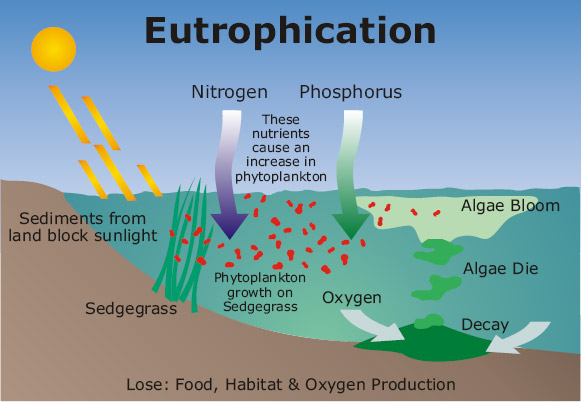 Eutrophication
Nitrogen
Phosphorus
These
nutrients
cause an
increase in
phytoplankton
Sediments from
land block sunlight
Algae Bloom
Algae Die
Phytoplankton
growth on
Sedgegrass
Sedgegrass
Oxygen
Decay
Lose: Food, Habitat & Oxygen Production